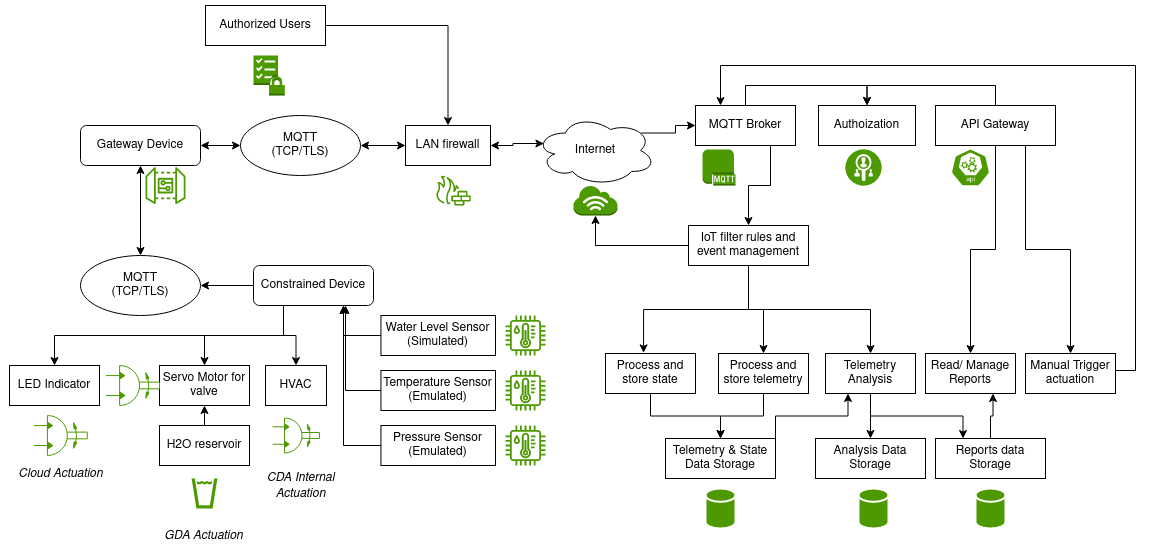 Authorized Users
Gateway Device
MQTT
(TCP/TLS)
LAN firewall
Internet
MQTT Broker
Authoization
API Gateway
MQTT
api
IoT filter rules and
event management
MQTT
(TCP/TLS)
Constrained Device
Water Level Sensor
(Simulated)
Temperature Sensor
(Emulated)
Pressure Sensor
(Emulated)
LED Indicator
Servo Motor for
valve
HVAC
H2O reservoir
Cloud Actuation
CDA Internal
Actuation
GDA Actuation
Process and
store state
Process and
store telemetry
Telemetry
Analysis
Read/ Manage
Reports
Manual Trigger
actuation
Telemetry & State
Data Storage
Analysis Data
Storage
Reports data
Storage